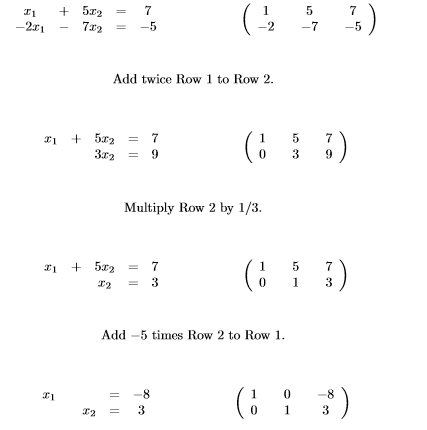 x₁ + 5x₂ = 7 ( 1 5 7
−2x₁ − 7x₂ = −5 −2 −7 −5 )
Add twice Row 1 to Row 2.
x₁ + 5x₂ = 7 ( 1 5 7
3x₂ = 9 0 3 9 )
Multiply Row 2 by 1/3.
x₁ + 5x₂ = 7 ( 1 5 7
x₂ = 3 0 1 3 )
Add −5 times Row 2 to Row 1.
x₁ = −8 ( 1 0 −8
x₂ = 3 0 1 3 )